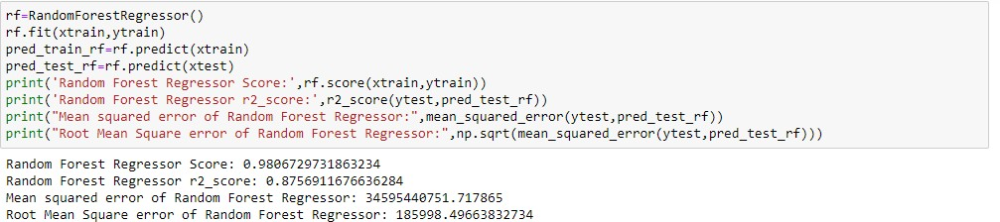 rf=RandomForestRegressor()
rf.fit(xtrain,ytrain)
pred_train_rf=rf.predict(xtrain)
pred_test_rf=rf.predict(xtest)
print('Random Forest Regressor Score:',rf.score(xtrain,ytrain))
print('Random Forest Regressor r2_score:',r2_score(ytest,pred_test_rf))
print("Mean squared error of Random Forest Regressor:",mean_squared_error(ytest,pred_test_rf))
print("Root Mean Square error of Random Forest Regressor:",np.sqrt(mean_squared_error(ytest,pred_test_rf)))
Random Forest Regressor Score: 0.9806729731863234
Random Forest Regressor r2_score: 0.8756911676636284
Mean squared error of Random Forest Regressor: 34595440751.717865
Root Mean Square error of Random Forest Regressor: 185998.49663832734